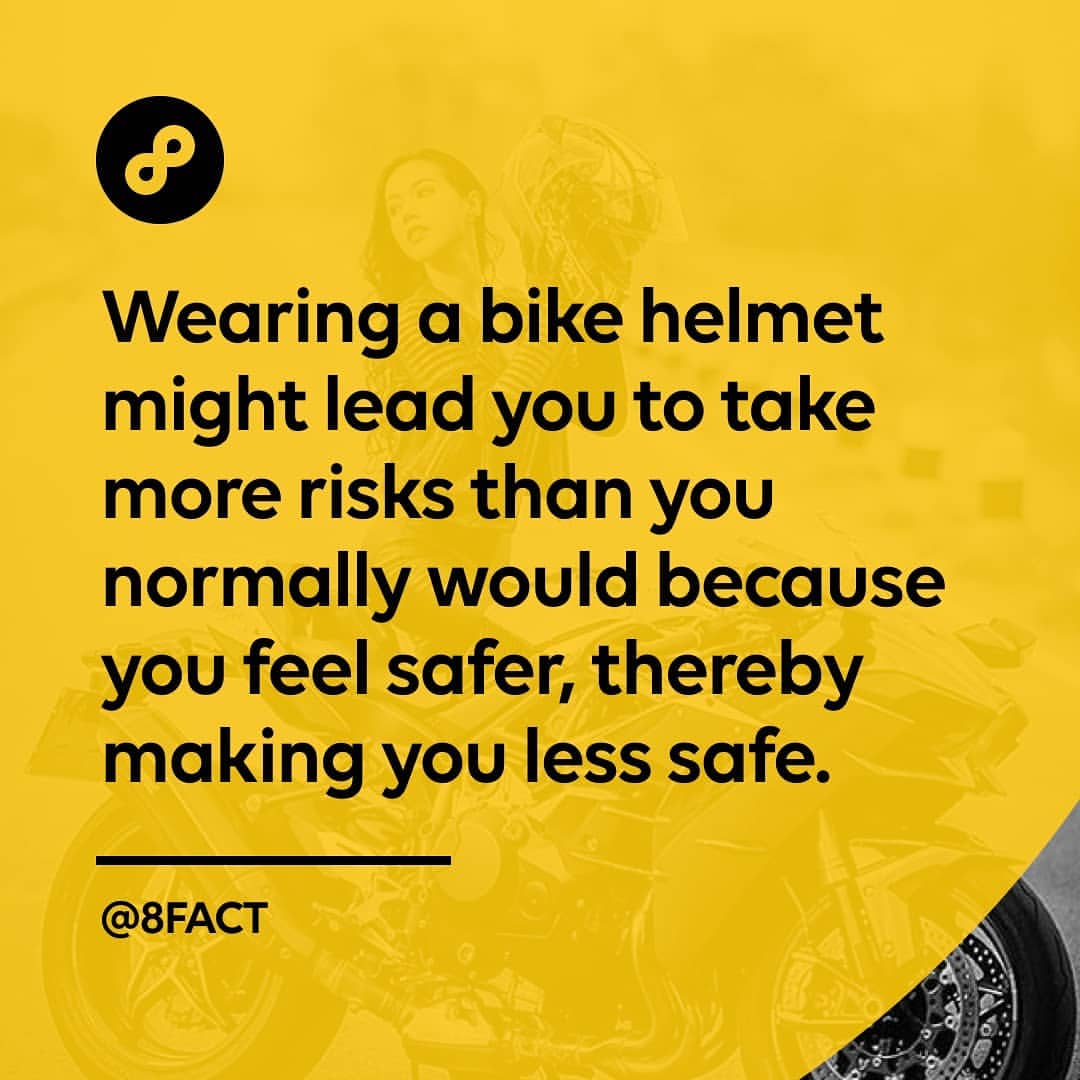 Wearing a bike helmet
might lead you to take
more risks than you
normally would because
you feel safer, thereby
making you less safe.
@8FACT